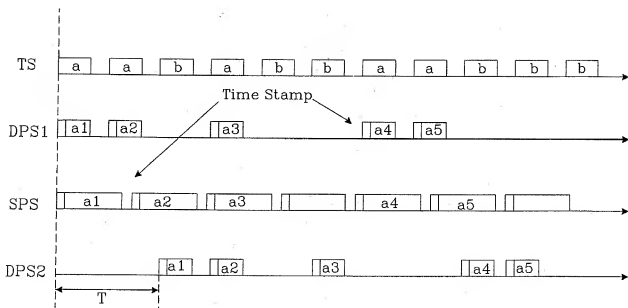 TS a a b a b b a a b b b
Time Stamp
DPS1 a1 a2 a3 a4 a5
SPS a1 a2 a3 a4 a5
DPS2 a1 a2 a3 a4 a5
T